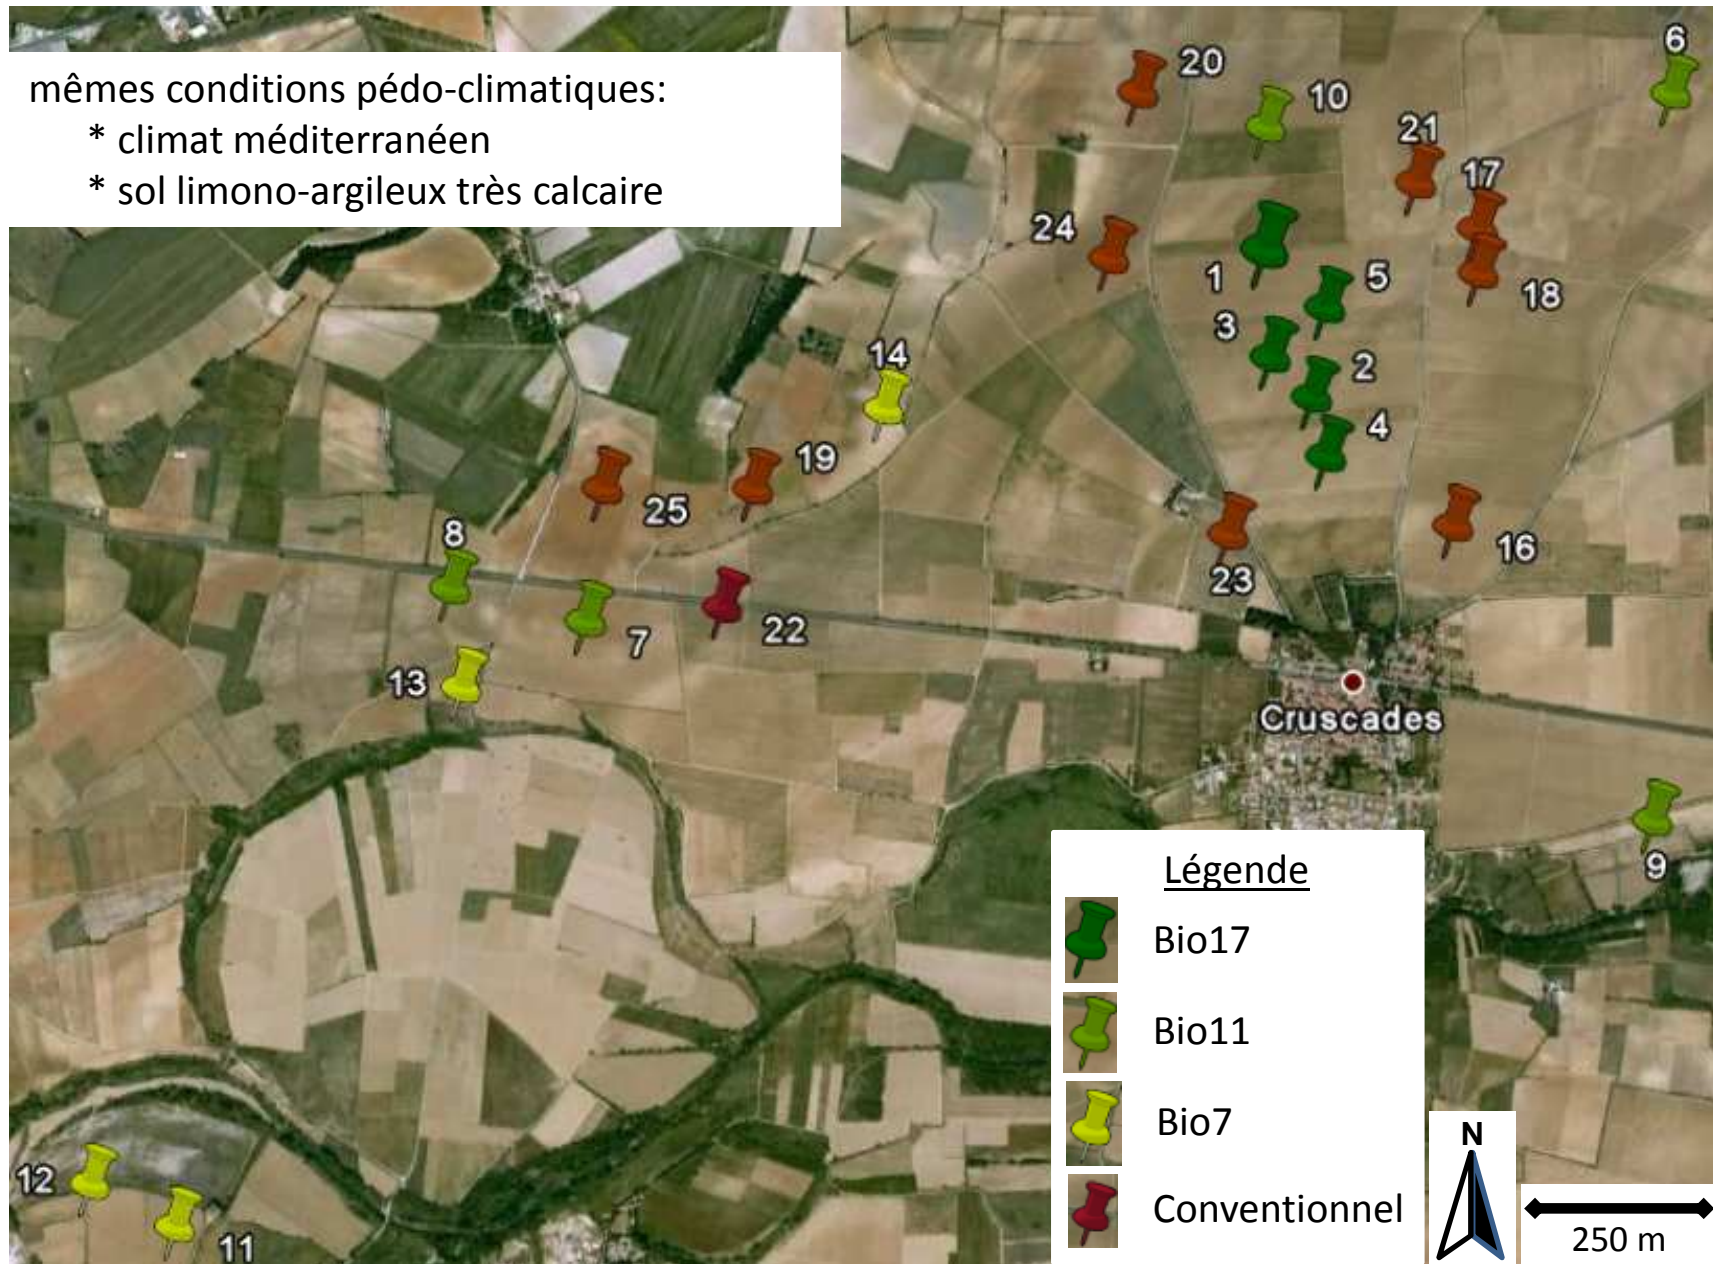 mêmes conditions pédo-climatiques:
* climat méditerranéen
* sol limono-argileux très calcaire
6
20
10
21
17
24
1
5
18
3
14
2
4
19
25
16
8
23
7
22
13
Cruscades
9
Légende
Bio17
Bio11
Bio7
Conventionnel
N
250 m
12
11